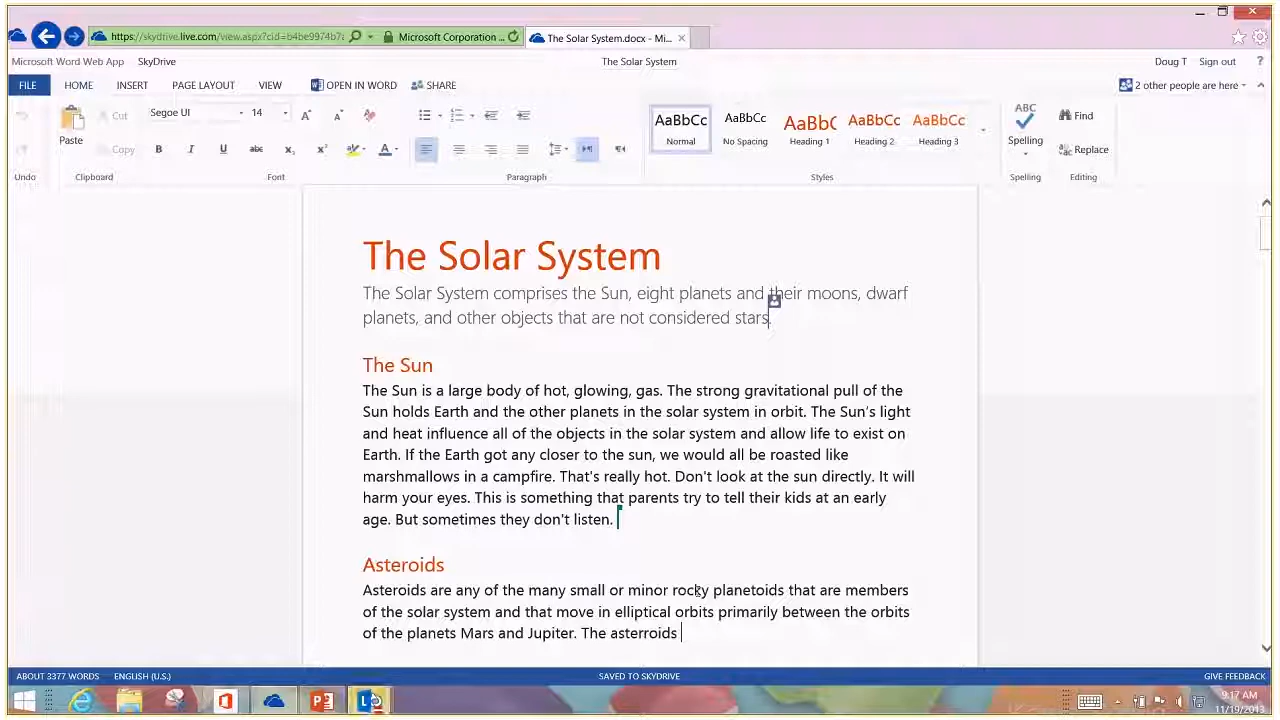 https://skydrive.live.com/view.aspx?cid=b4be9974b7
Microsoft Corporation ...
The Solar System.docx - Mi...
Microsoft Word Web App
SkyDrive
The Solar System
Doug T
Sign out
?
FILE
HOME
INSERT
PAGE LAYOUT
VIEW
OPEN IN WORD
SHARE
2 other people are here
Undo
Paste
Cut
Copy
Clipboard
Segoe UI
14
B I U abc x₂ x² A
Font
Paragraph
AaBbCc
Normal
AaBbCc
No Spacing
AaBbC
Heading 1
AaBbCc
Heading 2
AaBbCc
Heading 3
Styles
ABC
Spelling
Spelling
Find
Replace
Editing
The Solar System
The Solar System comprises the Sun, eight planets and their moons, dwarf
planets, and other objects that are not considered stars.
The Sun
The Sun is a large body of hot, glowing, gas. The strong gravitational pull of the
Sun holds Earth and the other planets in the solar system in orbit. The Sun's light
and heat influence all of the objects in the solar system and allow life to exist on
Earth. If the Earth got any closer to the sun, we would all be roasted like
marshmallows in a campfire. That's really hot. Don't look at the sun directly. It will
harm your eyes. This is something that parents try to tell their kids at an early
age. But sometimes they don't listen.
Asteroids
Asteroids are any of the many small or minor rocky planetoids that are members
of the solar system and that move in elliptical orbits primarily between the orbits
of the planets Mars and Jupiter. The asterroids
ABOUT 3377 WORDS
ENGLISH (U.S.)
SAVED TO SKYDRIVE
GIVE FEEDBACK
9:17 AM
11/19/2013